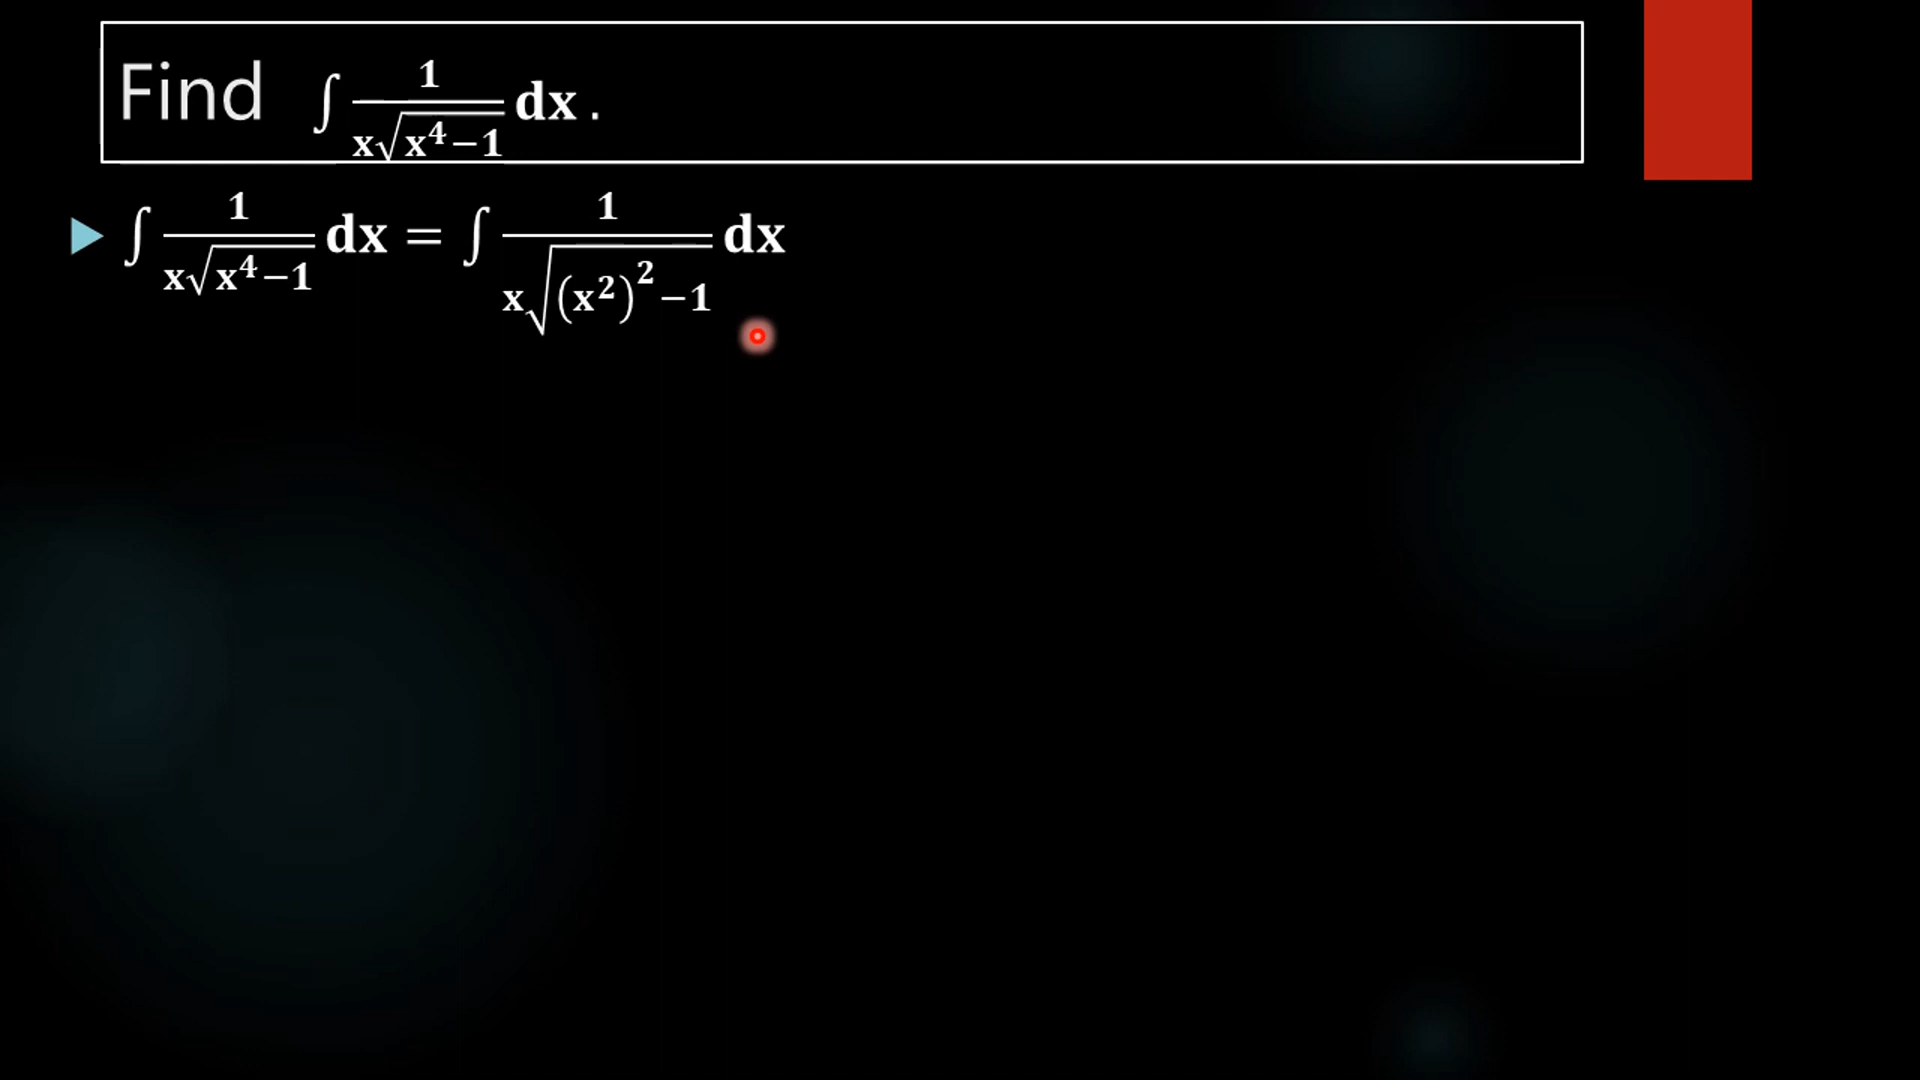 Find ∫ 1/(x√(x⁴−1)) dx .
∫ 1/(x√(x⁴−1)) dx = ∫ 1/(x√((x²)²−1)) dx